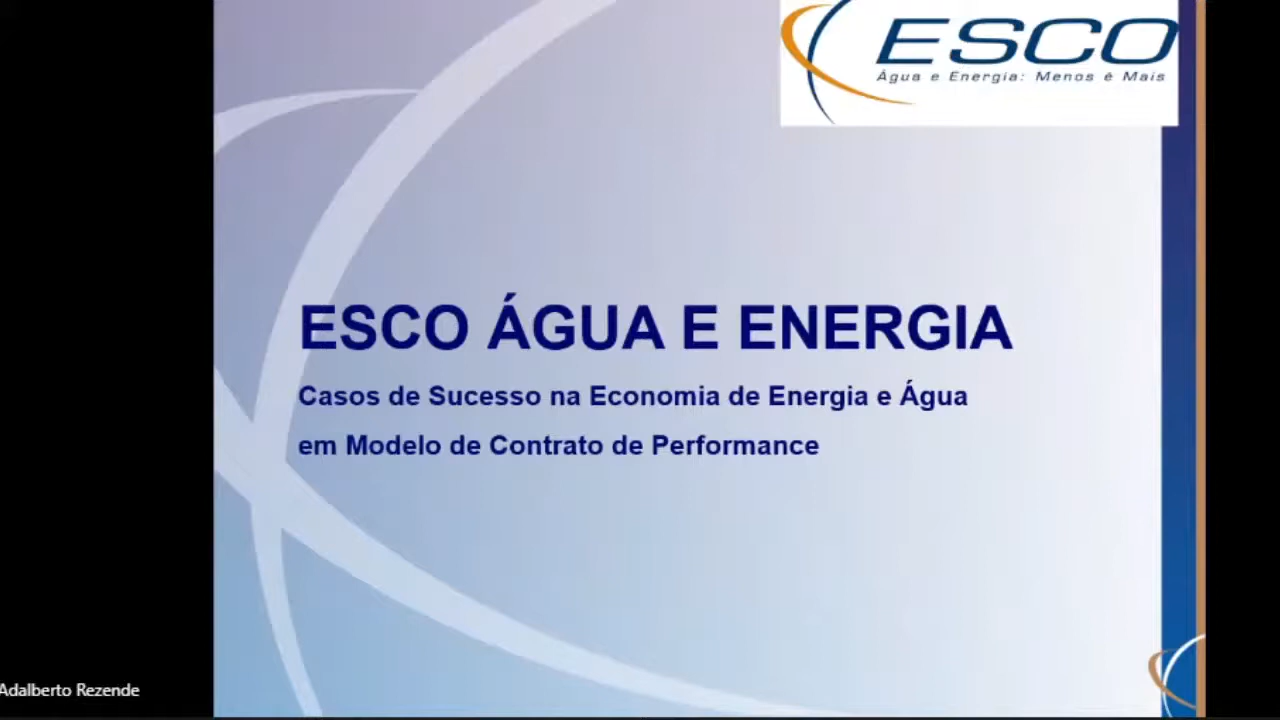 ESCO
Água e Energia: Menos é Mais
ESCO ÁGUA E ENERGIA
Casos de Sucesso na Economia de Energia e Água
em Modelo de Contrato de Performance
Adalberto Rezende